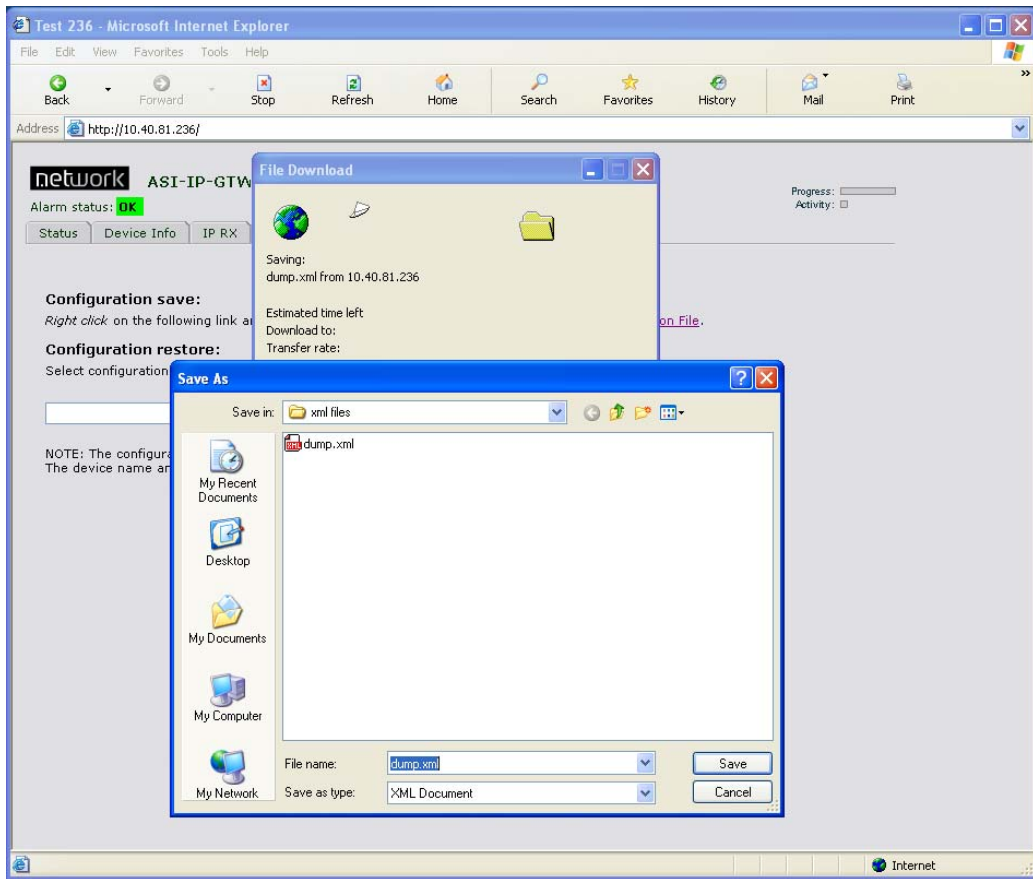 Test 236 - Microsoft Internet Explorer
File Edit View Favorites Tools Help
Back Forward Stop Refresh Home Search Favorites History Mail Print
Address http://10.40.81.236/
network ASI-IP-GTW
Alarm status: OK
Progress:
Activity:
Status Device Info IP RX
File Download
Saving:
dump.xml from 10.40.81.236
Estimated time left
Download to:
Transfer rate:
Configuration save:
Right click on the following link on File.
Configuration restore:
Select configuration
NOTE: The
The device name
Save As
Save in: xml files
dump.xml
My Recent
Documents
Desktop
My Documents
My Computer
My Network
File name: dump.xml Save
Save as type: XML Document Cancel
Internet